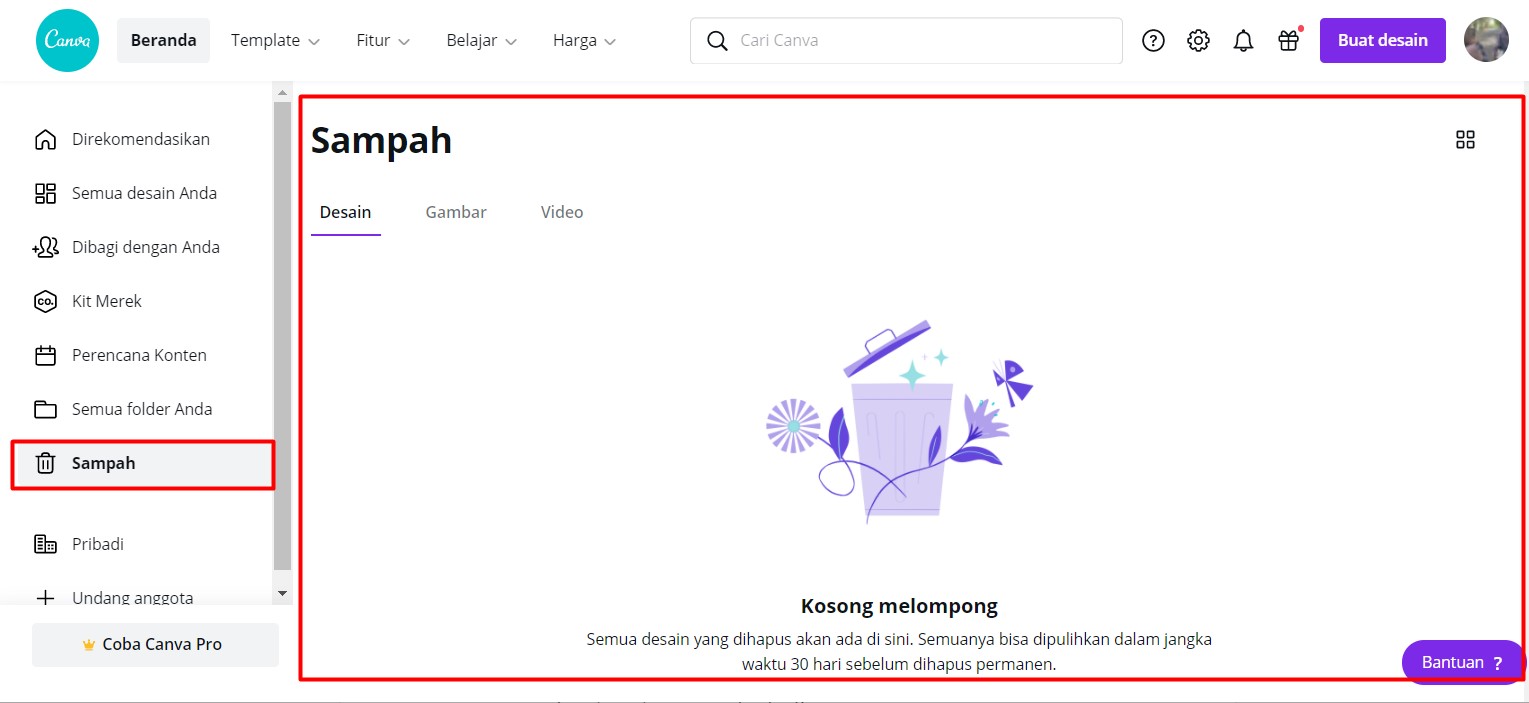 Canva
Beranda
Template
Fitur
Belajar
Harga
Cari Canva
Buat desain
Direkomendasikan
Semua desain Anda
Dibagi dengan Anda
CO.
Kit Merek
Perencana Konten
Semua folder Anda
Sampah
Pribadi
Undang anggota
Coba Canva Pro
Sampah
Desain
Gambar
Video
Kosong melompong
Semua desain yang dihapus akan ada di sini. Semuanya bisa dipulihkan dalam jangka
waktu 30 hari sebelum dihapus permanen.
Bantuan ?